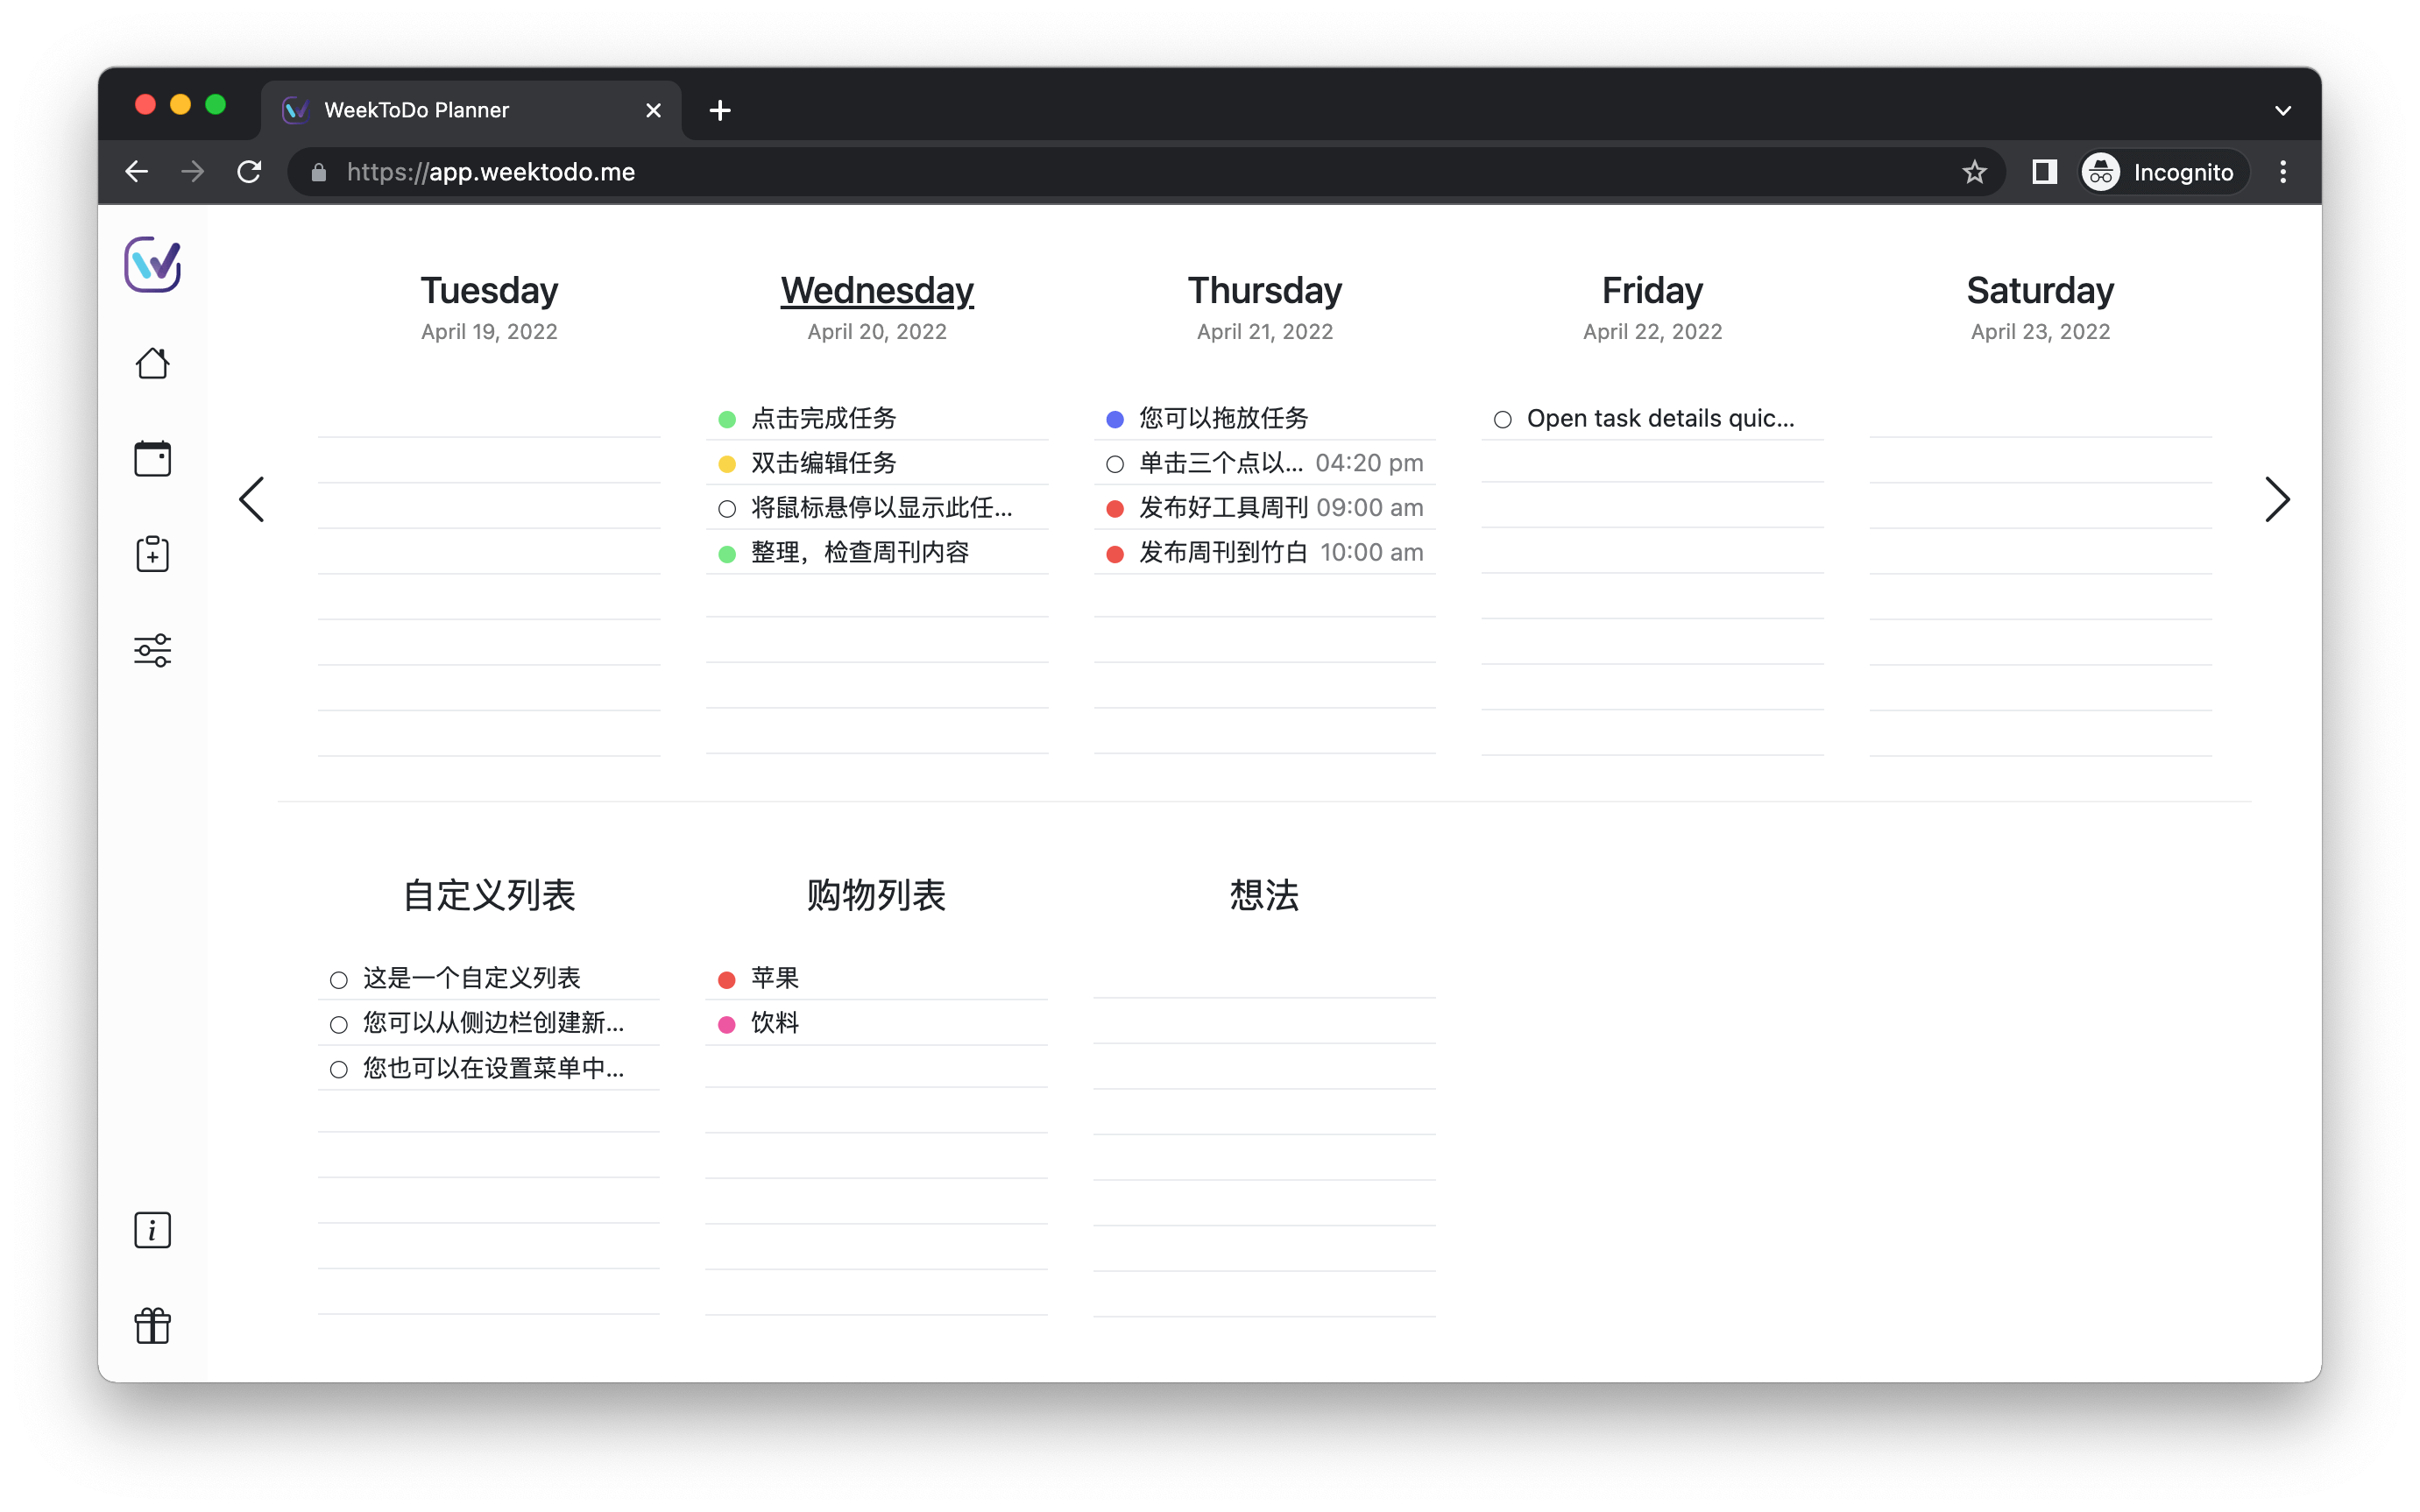 WeekToDo Planner
https://app.weektodo.me
Incognito
Tuesday
April 19, 2022
Wednesday
April 20, 2022
点击完成任务
双击编辑任务
将鼠标悬停以显示此任...
整理，检查周刊内容
Thursday
April 21, 2022
您可以拖放任务
单击三个点以... 04:20 pm
发布好工具周刊 09:00 am
发布周刊到竹白 10:00 am
Friday
April 22, 2022
Open task details quic...
Saturday
April 23, 2022
自定义列表
这是一个自定义列表
您可以从侧边栏创建新...
您也可以在设置菜单中...
购物列表
苹果
饮料
想法